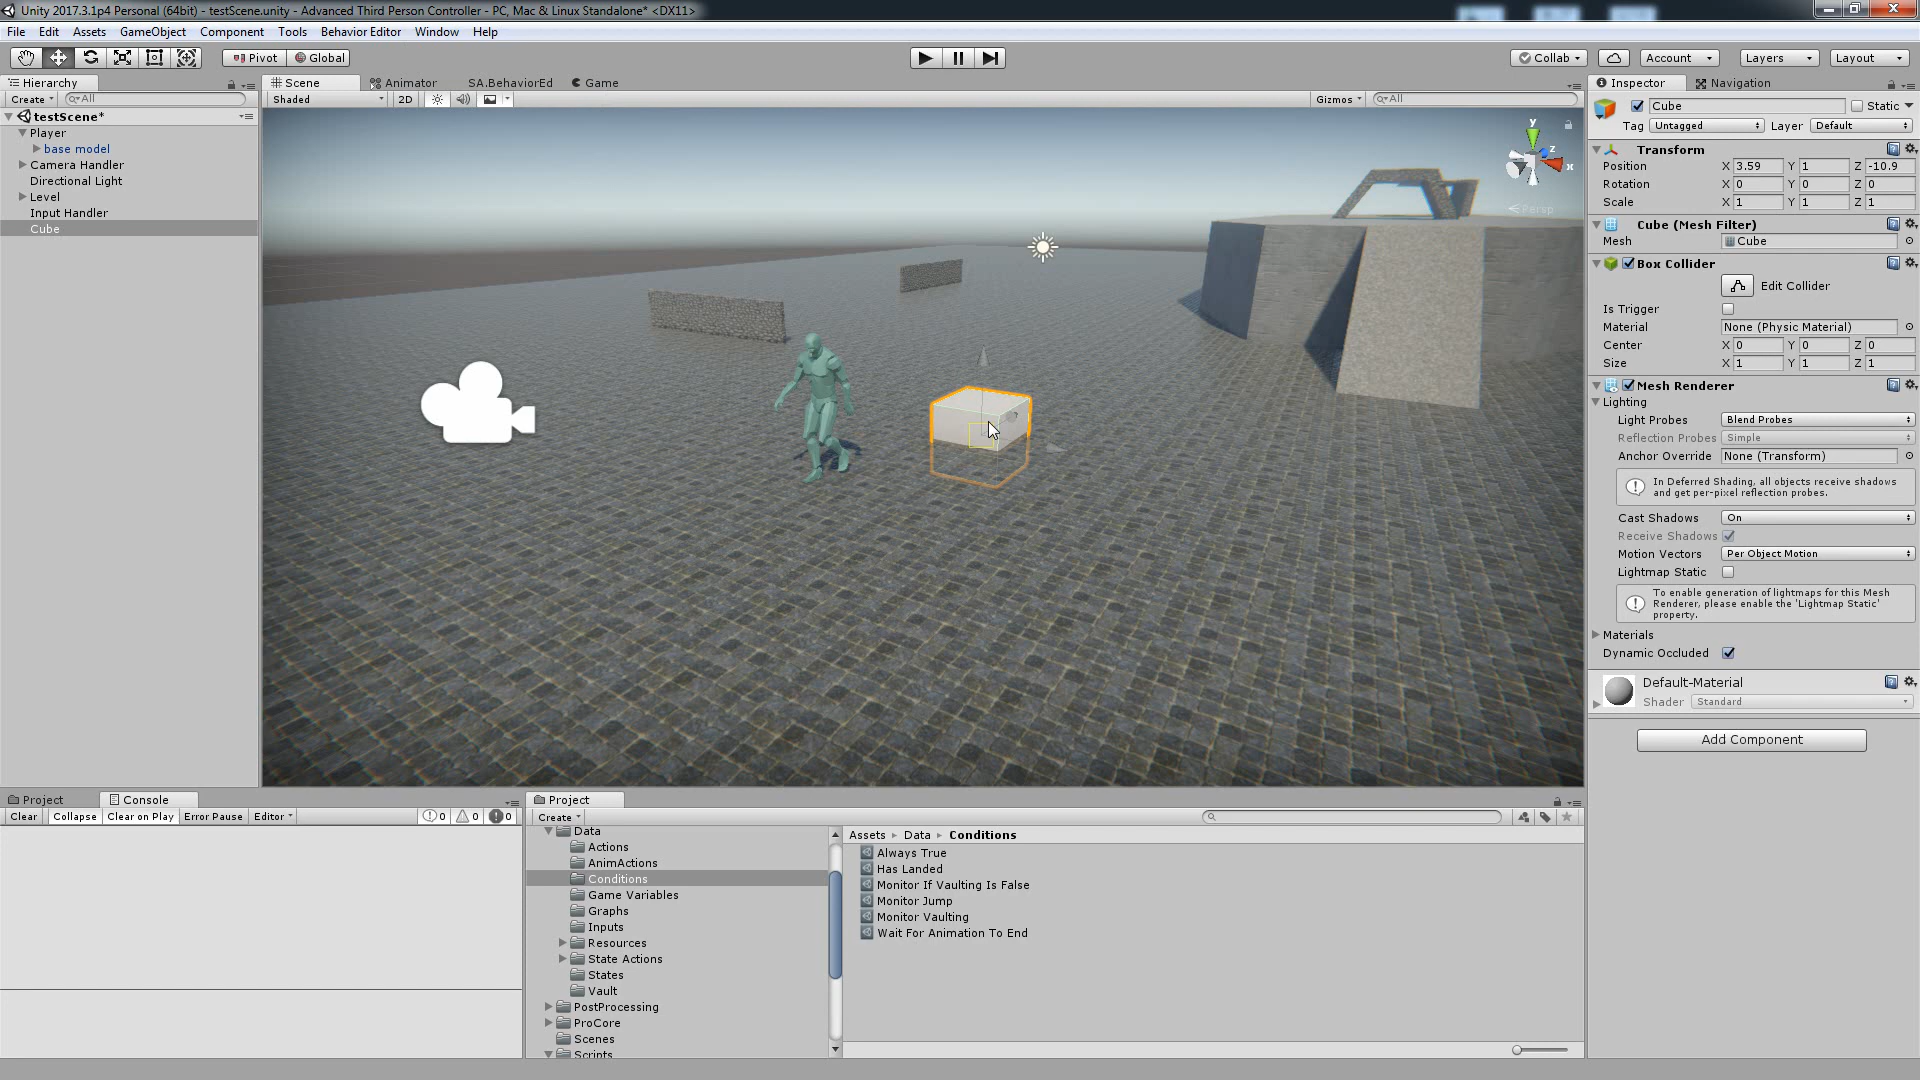 Unity 2017.3.1p4 Personal (64bit) - testScene.unity - Advanced Third Person Controller - PC, Mac & Linux Standalone* <DX11>
File Edit Assets GameObject Component Tools Behavior Editor Window Help
Pivot Global Collab Account Layers Layout
Hierarchy
Create All
testScene*
Player
base model
Camera Handler
Directional Light
Level
Input Handler
Cube
Scene Animator SA.BehaviorEd Game
Shaded 2D Gizmos All
y
z
x
Persp
Inspector Navigation
Cube Static
Tag Untagged Layer Default
Transform
Position X 3.59 Y 1 Z -10.9
Rotation X 0 Y 0 Z 0
Scale X 1 Y 1 Z 1
Cube (Mesh Filter)
Mesh Cube
Box Collider
Edit Collider
Is Trigger
Material None (Physic Material)
Center X 0 Y 0 Z 0
Size X 1 Y 1 Z 1
Mesh Renderer
Lighting
Light Probes Blend Probes
Reflection Probes Simple
Anchor Override None (Transform)
In Deferred Shading, all objects receive shadows
and get per-pixel reflection probes.
Cast Shadows On
Receive Shadows
Motion Vectors Per Object Motion
Lightmap Static
To enable generation of lightmaps for this Mesh
Renderer, please enable the 'Lightmap Static'
property.
Materials
Dynamic Occluded
Default-Material
Shader Standard
Add Component
Project Console
Clear Collapse Clear on Play Error Pause Editor 0 0 0
Project
Create
Data
Actions
AnimActions
Conditions
Game Variables
Graphs
Inputs
Resources
State Actions
States
Vault
PostProcessing
ProCore
Scenes
Scripts
Assets Data Conditions
Always True
Has Landed
Monitor If Vaulting Is False
Monitor Jump
Monitor Vaulting
Wait For Animation To End